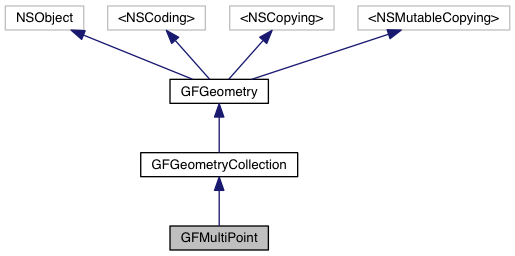 NSObject
<NSCoding>
<NSCopying>
<NSMutableCopying>
GFGeometry
GFGeometryCollection
GFMultiPoint